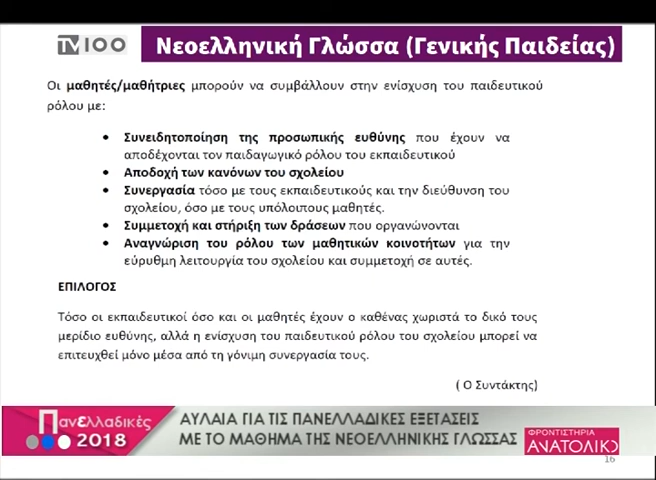 TV100
Νεοελληνική Γλώσσα (Γενικής Παιδείας)
Οι μαθητές/μαθήτριες μπορούν να συμβάλλουν στην ενίσχυση του παιδευτικού
ρόλου με:
• Συνειδητοποίηση της προσωπικής ευθύνης που έχουν να
αποδέχονται τον παιδαγωγικό ρόλου του εκπαιδευτικού
• Αποδοχή των κανόνων του σχολείου
• Συνεργασία τόσο με τους εκπαιδευτικούς και την διεύθυνση του
σχολείου, όσο με τους υπόλοιπους μαθητές.
• Συμμετοχή και στήριξη των δράσεων που οργανώνονται
• Αναγνώριση του ρόλου των μαθητικών κοινοτήτων για την
εύρυθμη λειτουργία του σχολείου και συμμετοχή σε αυτές.
ΕΠΙΛΟΓΟΣ
Τόσο οι εκπαιδευτικοί όσο και οι μαθητές έχουν ο καθένας χωριστά το δικό τους
μερίδιο ευθύνης, αλλά η ενίσχυση του παιδευτικού ρόλου του σχολείου μπορεί να
επιτευχθεί μόνο μέσα από τη γόνιμη συνεργασία τους.
( Ο Συντάκτης)
Πανελλαδικές
2018
ΑΥΛΑΙΑ ΓΙΑ ΤΙΣ ΠΑΝΕΛΛΑΔΙΚΕΣ ΕΞΕΤΑΣΕΙΣ
ΜΕ ΤΟ ΜΑΘΗΜΑ ΤΗΣ ΝΕΟΕΛΛΗΝΙΚΗΣ ΓΛΩΣΣΑΣ
ΦΡΟΝΤΙΣΤΗΡΙΑ
ΑΝΑΤΟΛΙΚΟ
16